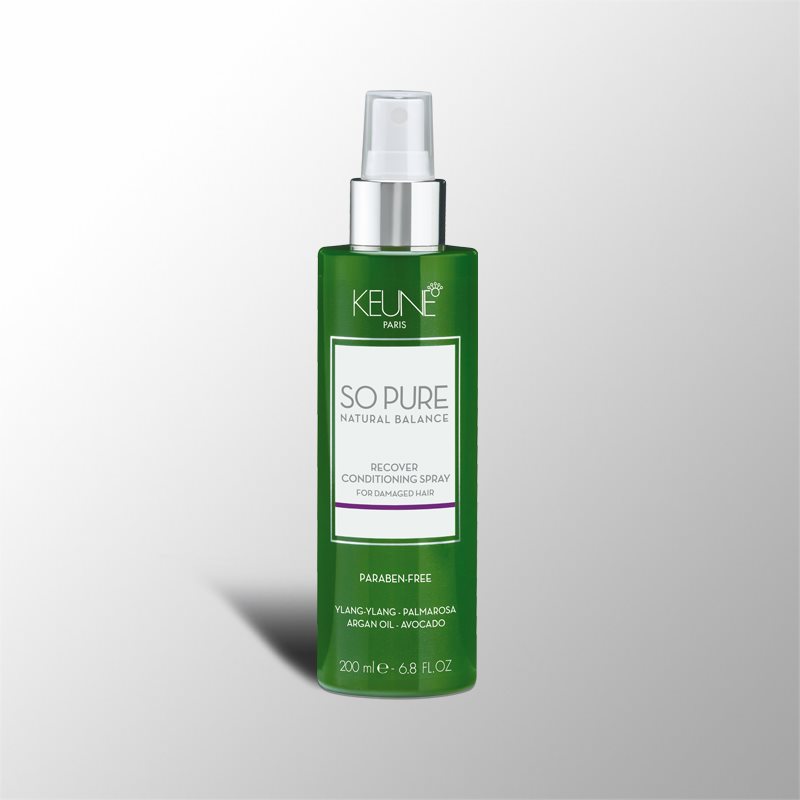 KEUNE
PARIS
SO PURE
NATURAL BALANCE
RECOVER
CONDITIONING SPRAY
FOR DAMAGED HAIR
PARABEN-FREE
YLANG-YLANG - PALMAROSA
ARGAN OIL - AVOCADO
200 ml℮ - 6.8 FL.OZ